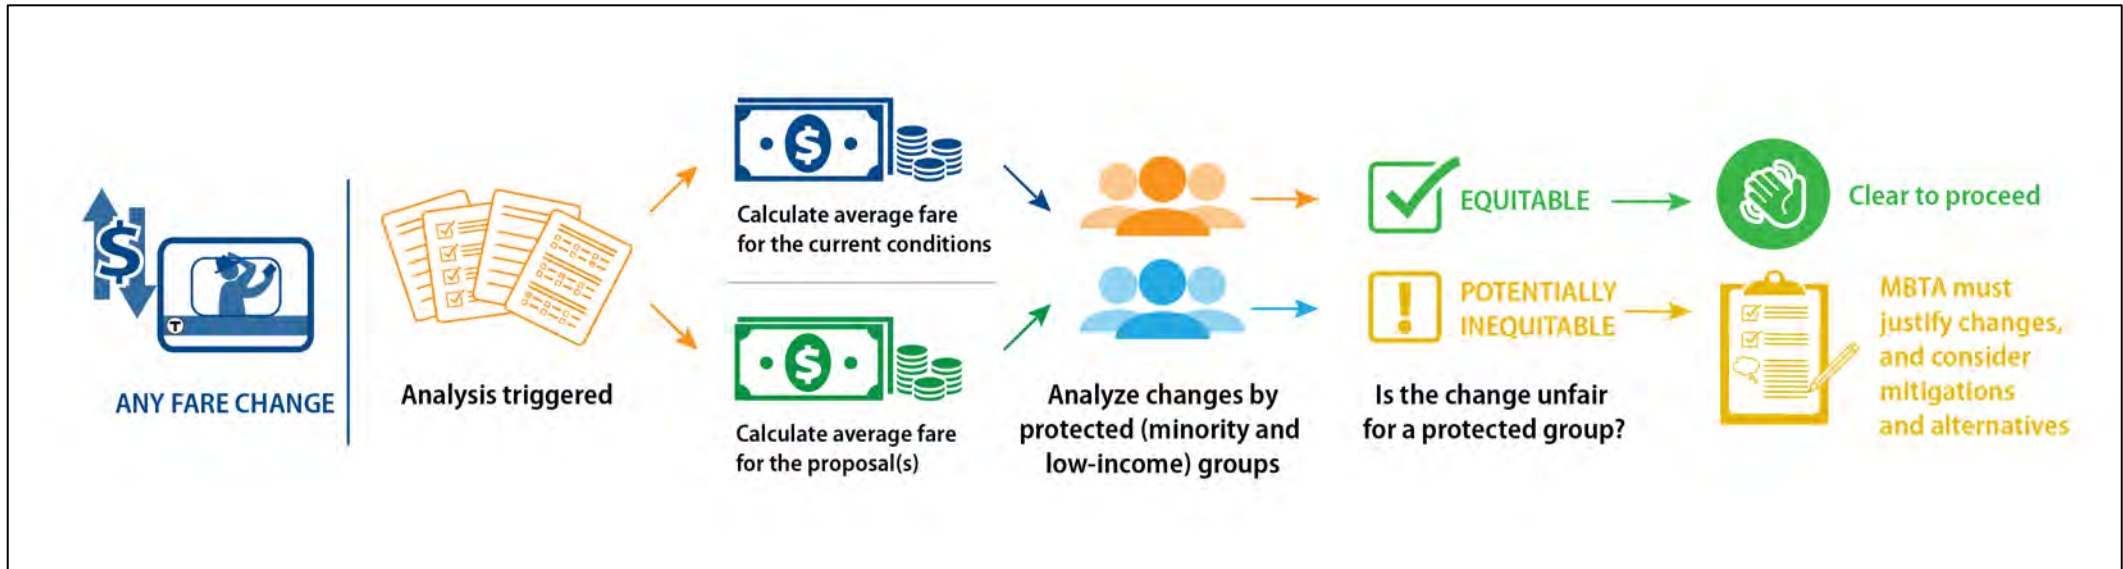 ANY FARE CHANGE
T
Analysis triggered
$
$
Calculate average fare
for the current conditions
$
Calculate average fare
for the proposal(s)
Analyze changes by
protected (minority and
low-income) groups
EQUITABLE
!
POTENTIALLY
INEQUITABLE
Is the change unfair
for a protected group?
Clear to proceed
MBTA must
justify changes,
and consider
mitigations
and alternatives